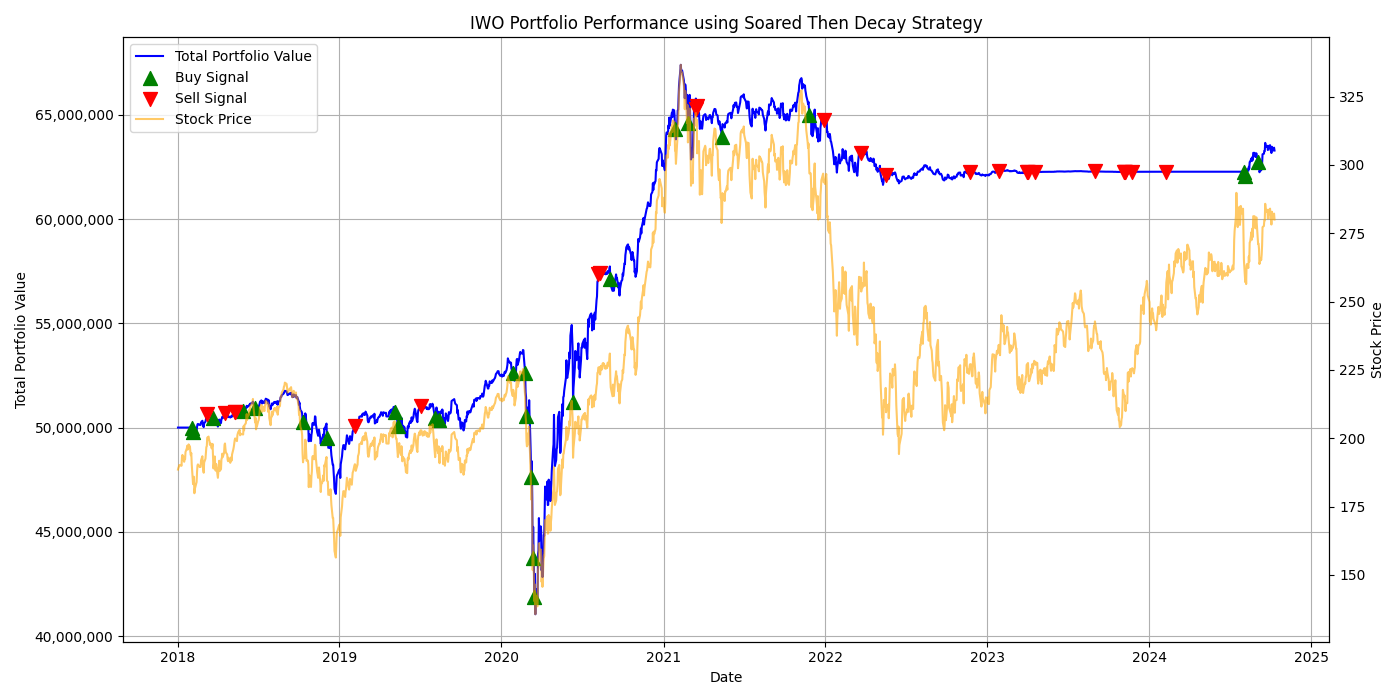 IWO Portfolio Performance using Soared Then Decay Strategy
Total Portfolio Value
Buy Signal
Sell Signal
Stock Price
65,000,000
60,000,000
55,000,000
50,000,000
45,000,000
40,000,000
Total Portfolio Value
325
300
275
250
225
200
175
150
Stock Price
2018 2019 2020 2021 2022 2023 2024 2025
Date